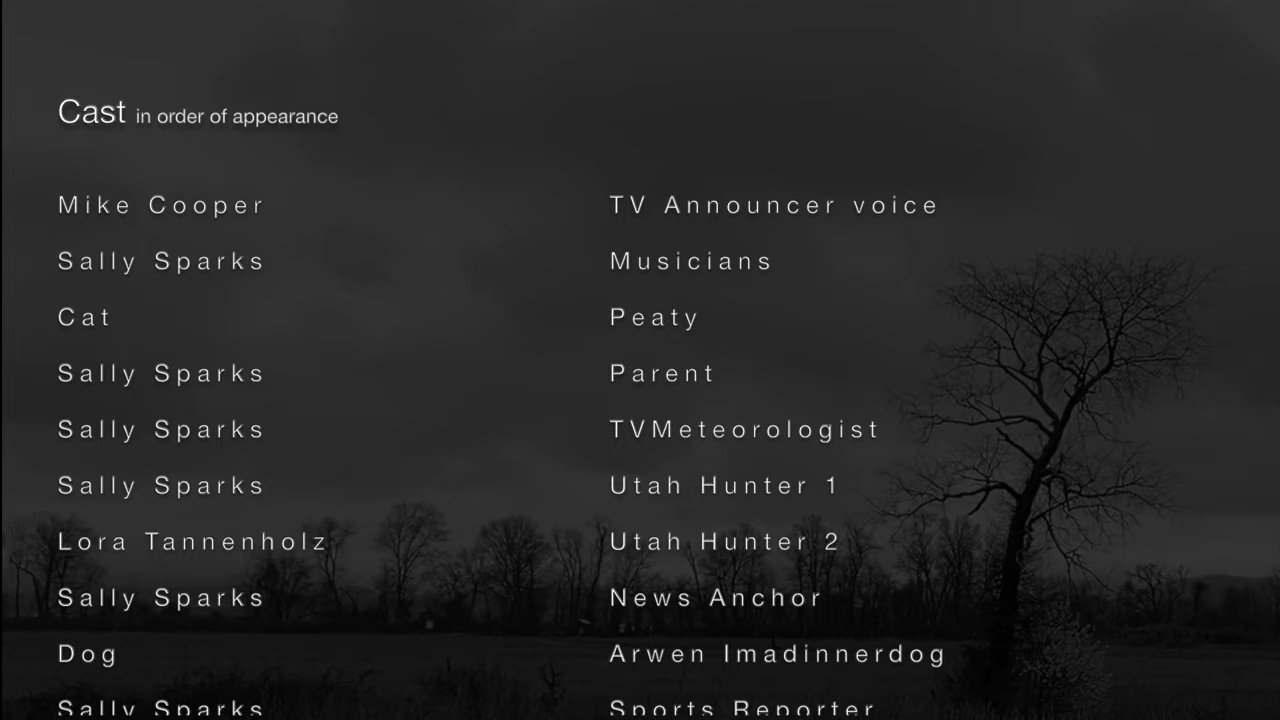 Cast in order of appearance
Mike Cooper TV Announcer voice
Sally Sparks Musicians
Cat Peaty
Sally Sparks Parent
Sally Sparks TVMeteorologist
Sally Sparks Utah Hunter 1
Lora Tannenholz Utah Hunter 2
Sally Sparks News Anchor
Dog Arwen Imadinnerdog
Sally Sparks Sports Reporter